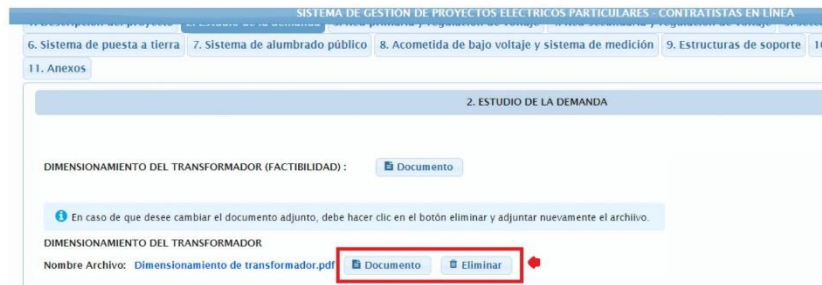 SISTEMA DE GESTIÓN DE PROYECTOS ELÉCTRICOS PARTICULARES - CONTRATISTAS EN LÍNEA
6. Sistema de puesta a tierra 7. Sistema de alumbrado público 8. Acometida de bajo voltaje y sistema de medición 9. Estructuras de soporte
11. Anexos
2. ESTUDIO DE LA DEMANDA
DIMENSIONAMIENTO DEL TRANSFORMADOR (FACTIBILIDAD) : Documento
En caso de que desee cambiar el documento adjunto, debe hacer clic en el botón eliminar y adjuntar nuevamente el archiivo.
DIMENSIONAMIENTO DEL TRANSFORMADOR
Nombre Archivo: Dimensionamiento de transformador.pdf Documento Eliminar